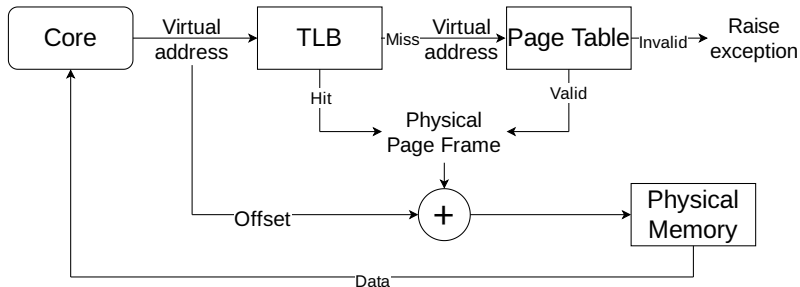 Core
Virtual
address
TLB
Miss
Virtual
address
Page Table
Invalid
Raise
exception
Hit
Valid
Physical
Page Frame
Offset
+
Physical
Memory
Data